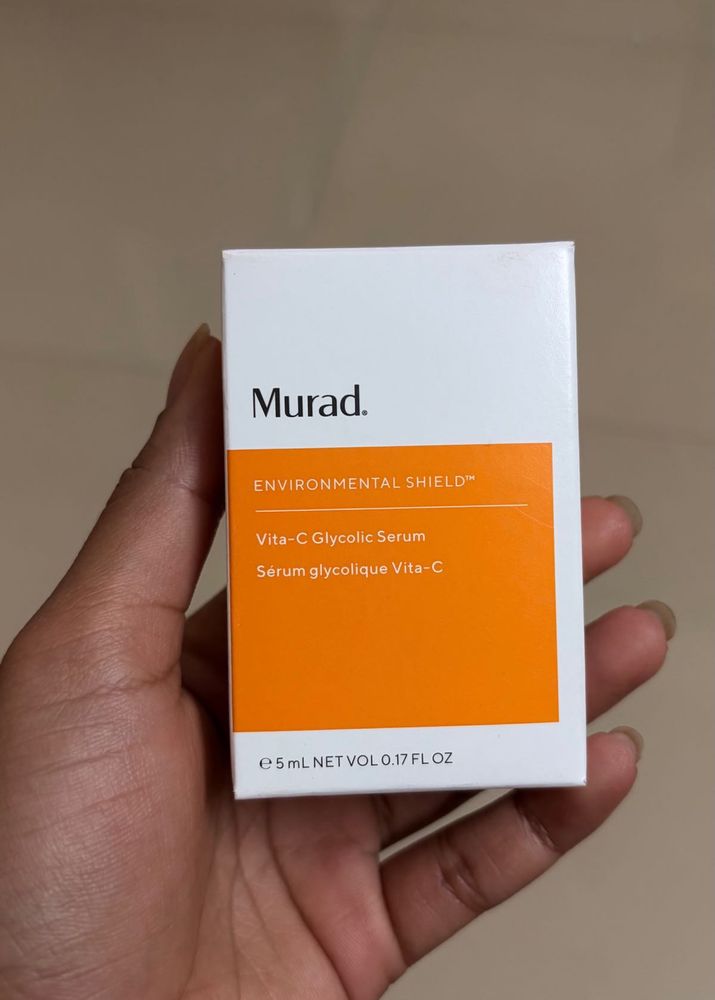 Murad®
ENVIRONMENTAL SHIELD™
Vita-C Glycolic Serum
Sérum glycolique Vita-C
℮ 5 mL NET VOL 0.17 FL OZ